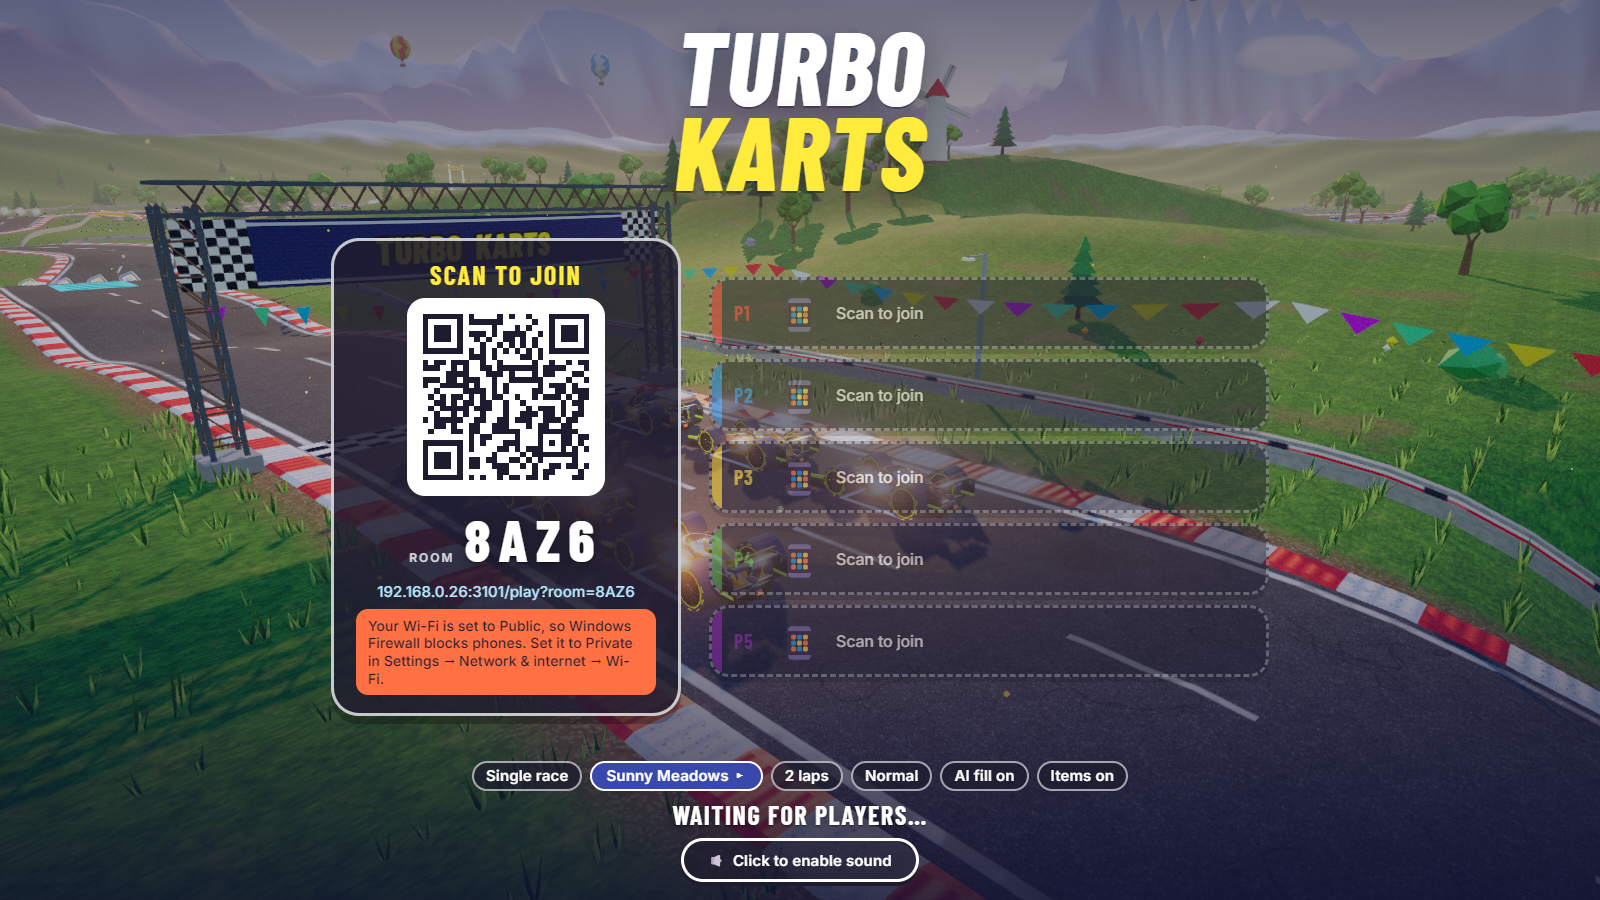 TURBO
KARTS
TURBO KARTS
SCAN TO JOIN
ROOM 8AZ6
192.168.0.26:3101/play?room=8AZ6
Your Wi-Fi is set to Public, so Windows
Firewall blocks phones. Set it to Private
in Settings → Network & internet → Wi-
Fi.
P1 Scan to join
P2 Scan to join
P3 Scan to join
P4 Scan to join
P5 Scan to join
Single race
Sunny Meadows ▸
2 laps
Normal
AI fill on
Items on
WAITING FOR PLAYERS...
Click to enable sound